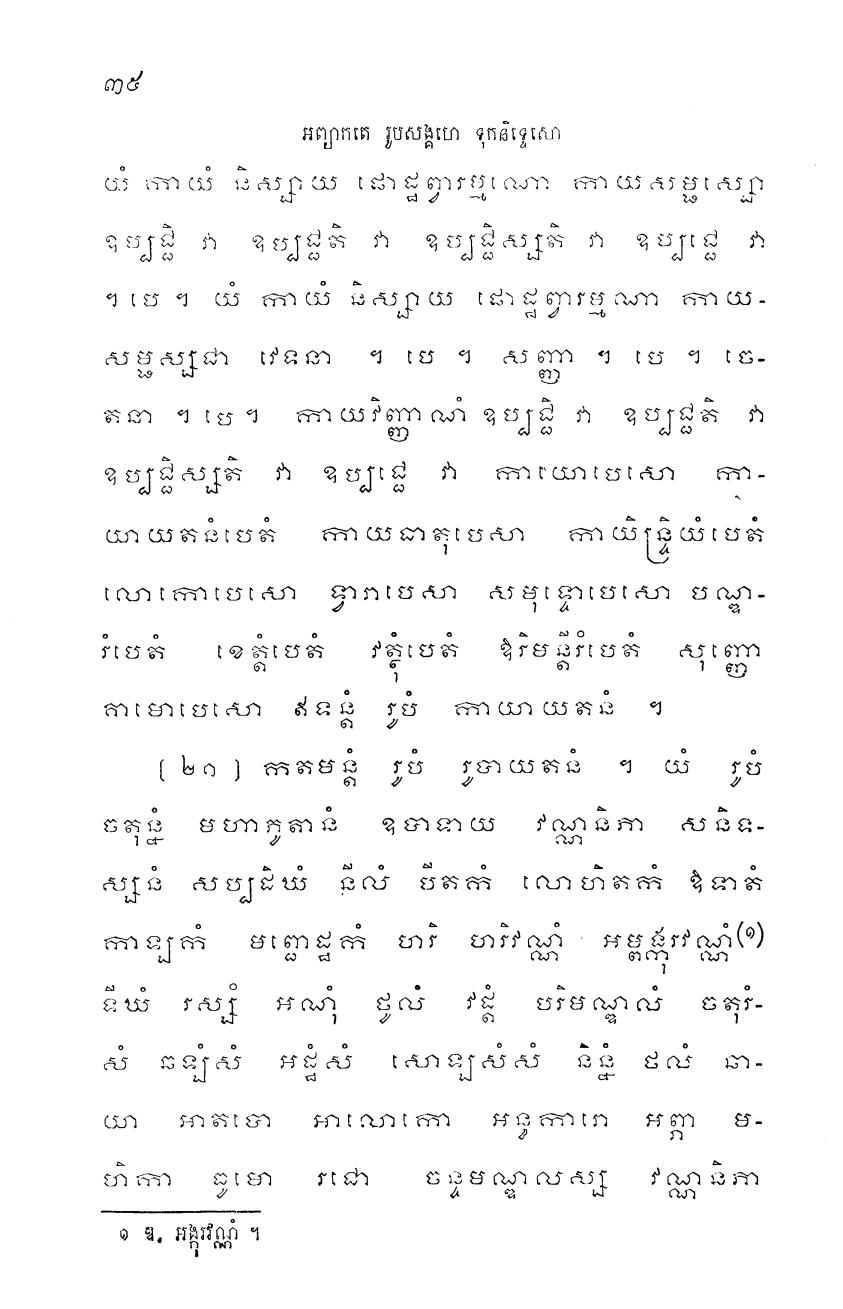 ៣៥
អព្យាកតេ រូបសង្គហេ ទុកនិទ្ទេសោ
យំ កាយំ និស្សាយ ផោដ្ឋព្វារម្មណោ កាយសម្ផស្សោ
ឧប្បជ្ជិ វា ឧប្បជ្ជតិ វា ឧប្បជ្ជិស្សតិ វា ឧប្បជ្ជេ វា
។ បេ ។ យំ កាយំ និស្សាយ ផោដ្ឋព្វារម្មណា កាយ-
សម្ផស្សជា វេទនា ។ បេ ។ សញ្ញា ។ បេ ។ ចេ-
តនា ។ បេ ។ កាយវិញ្ញាណំ ឧប្បជ្ជិ វា ឧប្បជ្ជតិ វា
ឧប្បជ្ជិស្សតិ វា ឧប្បជ្ជេ វា កាយោបេសោ កា-
យាយតនំបេតំ កាយធាតុបេសា កាយិន្ទ្រិយំបេតំ
លោកោបេសោ ទ្វារាបេសា សមុទ្ទោបេសោ បណ្ឌ-
រំបេតំ ខេត្តំបេតំ វត្ថុំបេតំ ឱរិមន្តីរំបេតំ សុញ្ញោ
គាមោបេសោ ឥទន្តំ រូបំ កាយាយតនំ ។
[ ២១ ] កតមន្តំ រូបំ រូបាយតនំ ។ យំ រូបំ
ចតុន្នំ មហាភូតានំ ឧបាទាយ វណ្ណនិភា សនិទ-
ស្សនំ សប្បដិឃំ នីលំ បីតកំ លោហិតកំ ឱទាតំ
កាឡកំ មញ្ជេដ្ឋកំ ហរិ ហរិវណ្ណំ អម្ពង្កុរវណ្ណំ(១)
ទីឃំ រស្សំ អណុំ ថូលំ វដ្តំ បរិមណ្ឌលំ ចតុរំ-
សំ ឆឡំសំ អដ្ឋំសំ សោឡសំសំ និន្នំ ថលំ ឆា-
យា អាតបោ អាលោកោ អន្ធការោ អព្ភា ម-
ហិកា ធូមោ រជោ ចន្ទមណ្ឌលស្ស វណ្ណនិភា
១ ឱ. អង្កុរវណ្ណំ ។